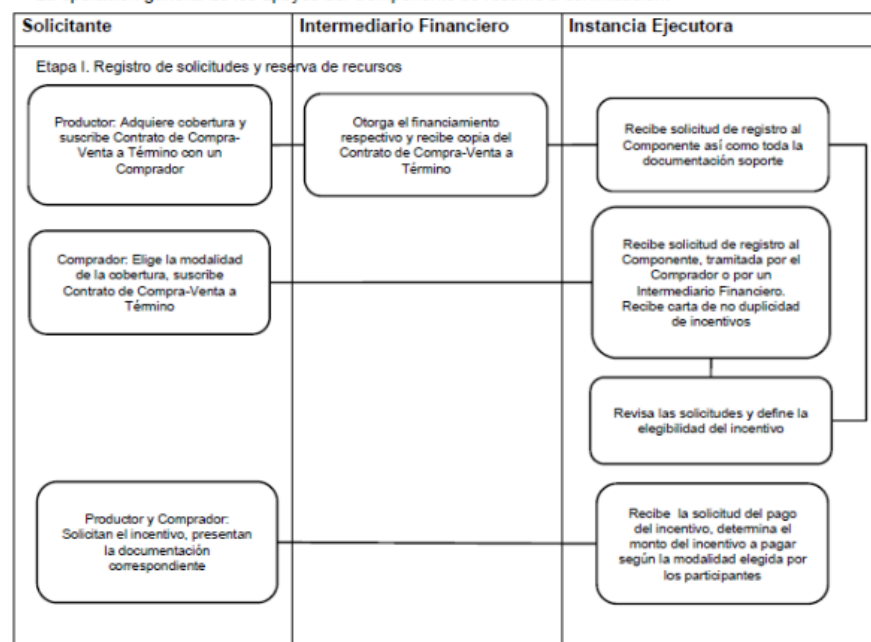 Solicitante
Intermediario Financiero
Instancia Ejecutora
Etapa I. Registro de solicitudes y reserva de recursos
Productor: Adquiere cobertura y
suscribe Contrato de Compra-
Venta a Término con un
Comprador
Otorga el financiamiento
respectivo y recibe copia del
Contrato de Compra-Venta a
Término
Recibe solicitud de registro al
Componente así como toda la
documentación soporte
Comprador: Elige la modalidad
de la cobertura, suscribe
Contrato de Compra-Venta a
Término
Recibe solicitud de registro al
Componente, tramitada por el
Comprador o por un
Intermediario Financiero.
Recibe carta de no duplicidad
de incentivos
Revisa las solicitudes y define la
elegibilidad del incentivo
Productor y Comprador:
Solicitan el incentivo, presentan
la documentación
correspondiente
Recibe la solicitud del pago
del incentivo, determina el
monto del incentivo a pagar
según la modalidad elegida por
los participantes